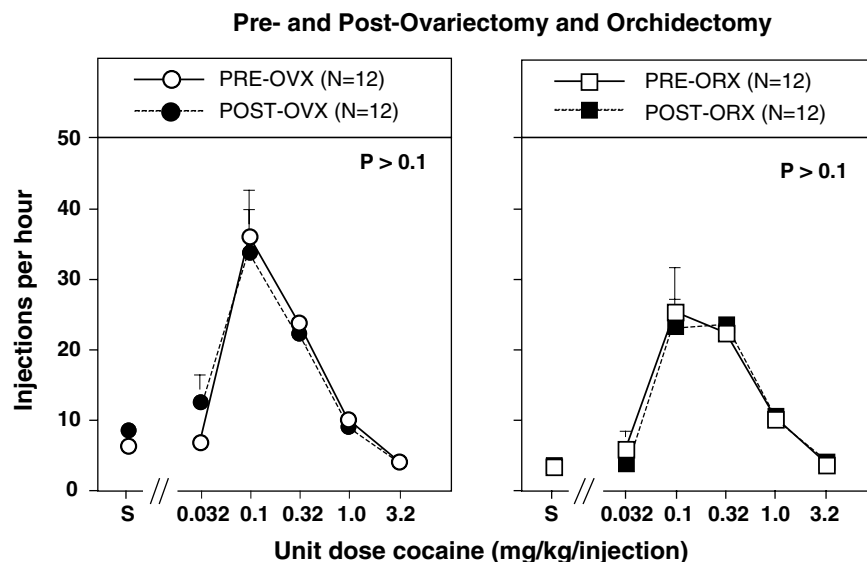 Pre- and Post-Ovariectomy and Orchidectomy
PRE-OVX (N=12)
POST-OVX (N=12)
PRE-ORX (N=12)
POST-ORX (N=12)
P > 0.1
P > 0.1
Injections per hour
50
40
30
20
10
0
S // 0.032 0.1 0.32 1.0 3.2
S // 0.032 0.1 0.32 1.0 3.2
Unit dose cocaine (mg/kg/injection)